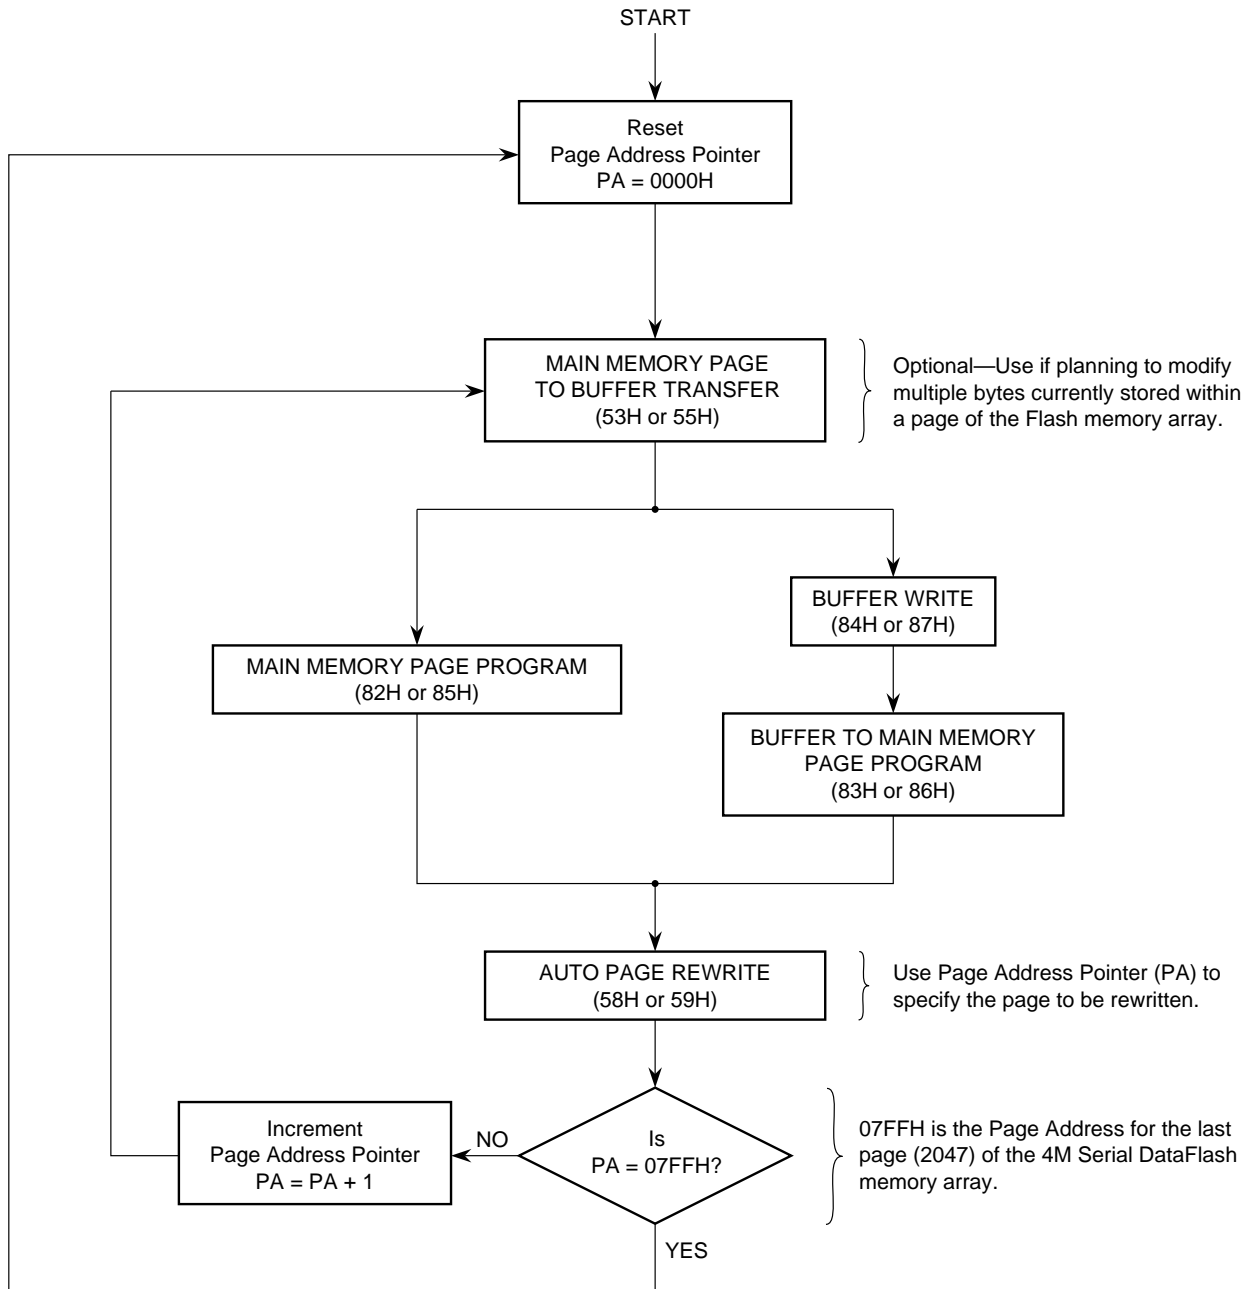 START
Reset
Page Address Pointer
PA = 0000H
MAIN MEMORY PAGE
TO BUFFER TRANSFER
(53H or 55H)
Optional—Use if planning to modify
multiple bytes currently stored within
a page of the Flash memory array.
BUFFER WRITE
(84H or 87H)
MAIN MEMORY PAGE PROGRAM
(82H or 85H)
BUFFER TO MAIN MEMORY
PAGE PROGRAM
(83H or 86H)
AUTO PAGE REWRITE
(58H or 59H)
Use Page Address Pointer (PA) to
specify the page to be rewritten.
Increment
Page Address Pointer
PA = PA + 1
NO
Is
PA = 07FFH?
07FFH is the Page Address for the last
page (2047) of the 4M Serial DataFlash
memory array.
YES